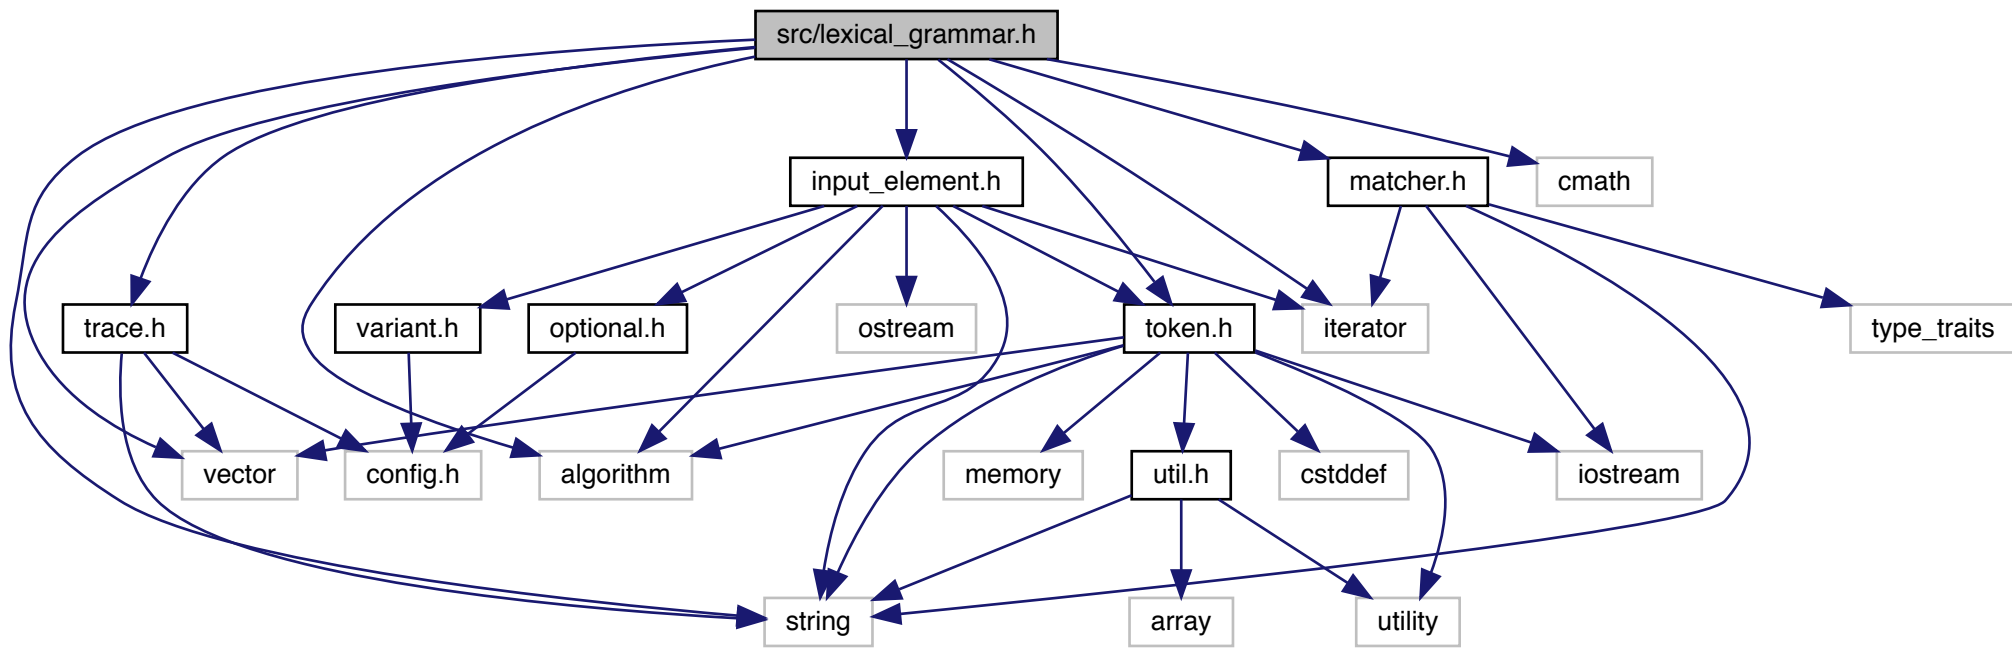 src/lexical_grammar.h
input_element.h
matcher.h
cmath
trace.h
variant.h
optional.h
ostream
token.h
iterator
type_traits
vector
config.h
algorithm
memory
util.h
cstddef
iostream
string
array
utility